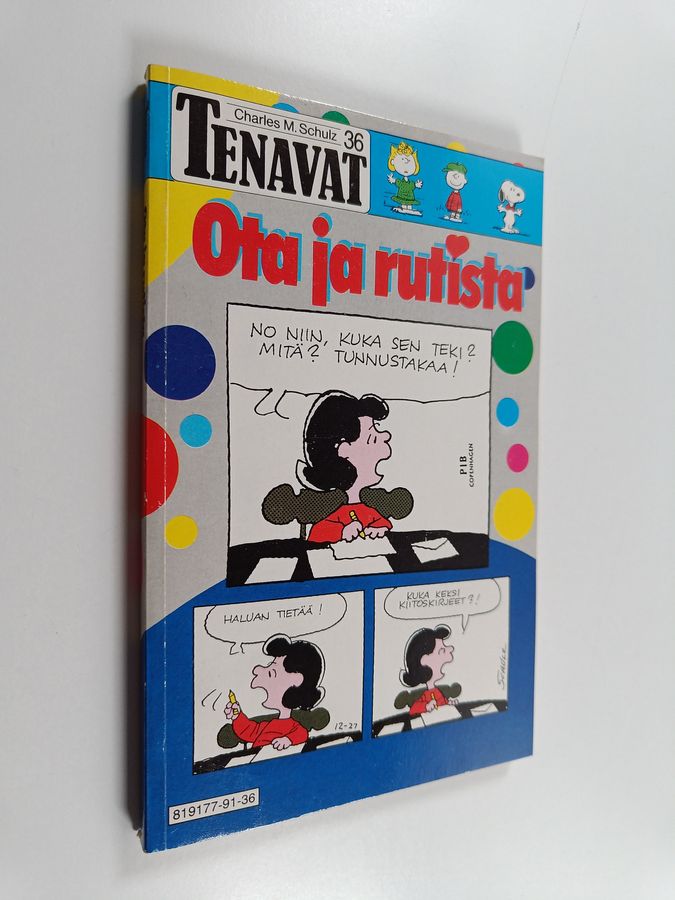 Charles M. Schulz 36
TENAVAT
Ota ja rutista
NO NIIN, KUKA SEN TEKI?
MITÄ? TUNNUSTAKAA!
PIB
COPENHAGEN
HALUAN TIETÄÄ!
12-27
KUKA KEKSI
KIITOSKIRJEET?!
SCHULZ
819177-91-36